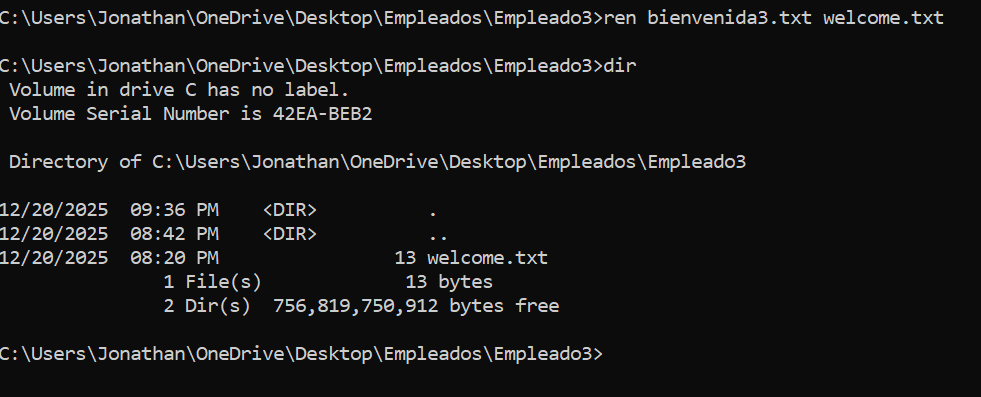 C:\Users\Jonathan\OneDrive\Desktop\Empleados\Empleado3>ren bienvenida3.txt welcome.txt
C:\Users\Jonathan\OneDrive\Desktop\Empleados\Empleado3>dir
Volume in drive C has no label.
Volume Serial Number is 42EA-BEB2
Directory of C:\Users\Jonathan\OneDrive\Desktop\Empleados\Empleado3
12/20/2025  09:36 PM    <DIR>          .
12/20/2025  08:42 PM    <DIR>          ..
12/20/2025  08:20 PM                13 welcome.txt
1 File(s)             13 bytes
2 Dir(s)  756,819,750,912 bytes free
C:\Users\Jonathan\OneDrive\Desktop\Empleados\Empleado3>